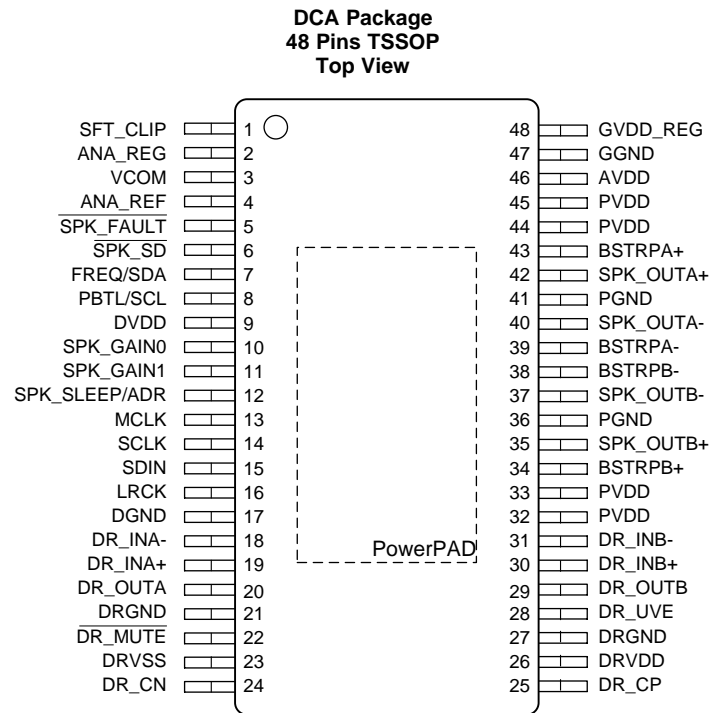 DCA Package
48 Pins TSSOP
Top View
SFT_CLIP 1 48 GVDD_REG
ANA_REG 2 47 GGND
VCOM 3 46 AVDD
ANA_REF 4 45 PVDD
SPK_FAULT 5 44 PVDD
SPK_SD 6 43 BSTRPA+
FREQ/SDA 7 42 SPK_OUTA+
PBTL/SCL 8 41 PGND
DVDD 9 40 SPK_OUTA-
SPK_GAIN0 10 39 BSTRPA-
SPK_GAIN1 11 38 BSTRPB-
SPK_SLEEP/ADR 12 37 SPK_OUTB-
MCLK 13 36 PGND
SCLK 14 35 SPK_OUTB+
SDIN 15 34 BSTRPB+
LRCK 16 33 PVDD
DGND 17 32 PVDD
DR_INA- 18 PowerPAD 31 DR_INB-
DR_INA+ 19 30 DR_INB+
DR_OUTA 20 29 DR_OUTB
DRGND 21 28 DR_UVE
DR_MUTE 22 27 DRGND
DRVSS 23 26 DRVDD
DR_CN 24 25 DR_CP